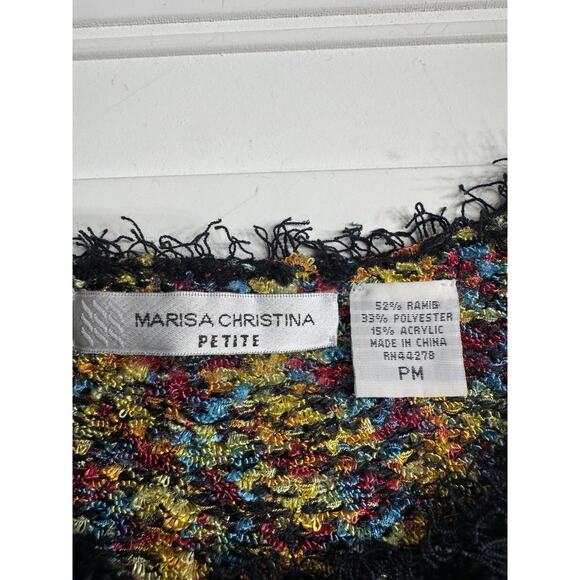 MARISA CHRISTINA
PETITE
52% RAMIE
33% POLYESTER
15% ACRYLIC
MADE IN CHINA
RN44278
PM